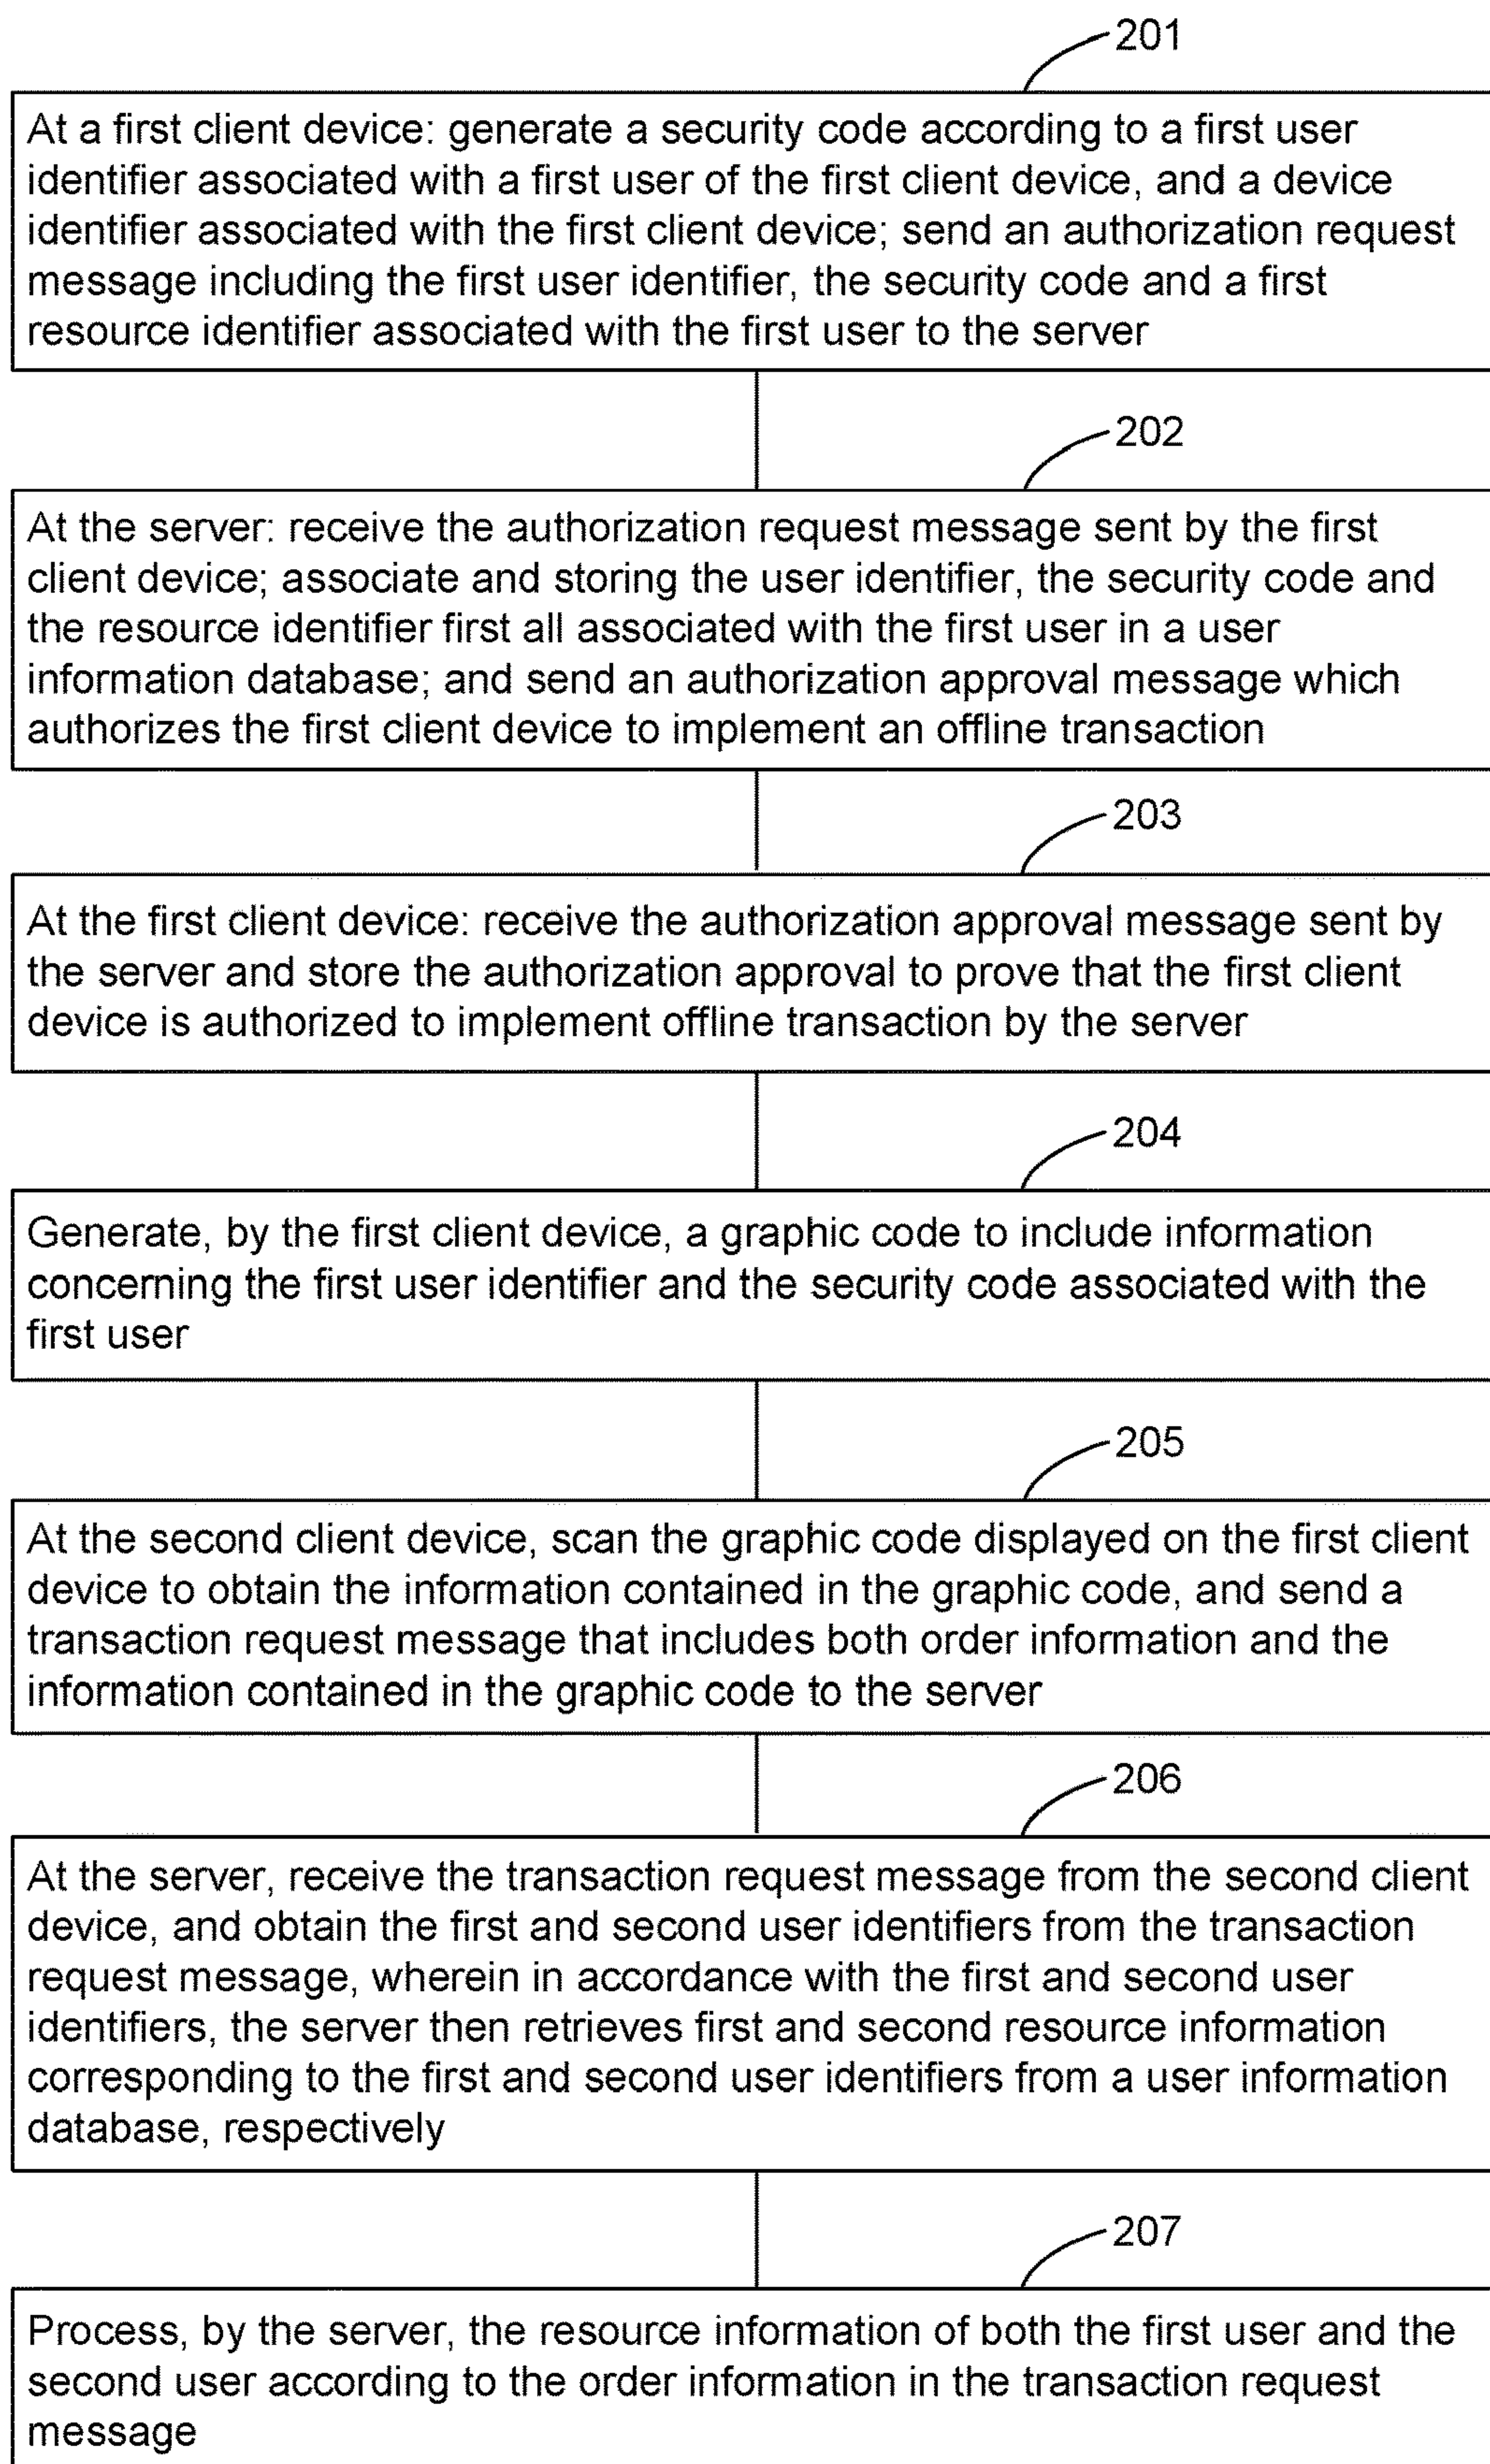 201
At a first client device: generate a security code according to a first user
identifier associated with a first user of the first client device, and a device
identifier associated with the first client device; send an authorization request
message including the first user identifier, the security code and a first
resource identifier associated with the first user to the server
202
At the server: receive the authorization request message sent by the first
client device; associate and storing the user identifier, the security code and
the resource identifier first all associated with the first user in a user
information database; and send an authorization approval message which
authorizes the first client device to implement an offline transaction
203
At the first client device: receive the authorization approval message sent by
the server and store the authorization approval to prove that the first client
device is authorized to implement offline transaction by the server
204
Generate, by the first client device, a graphic code to include information
concerning the first user identifier and the security code associated with the
first user
205
At the second client device, scan the graphic code displayed on the first client
device to obtain the information contained in the graphic code, and send a
transaction request message that includes both order information and the
information contained in the graphic code to the server
206
At the server, receive the transaction request message from the second client
device, and obtain the first and second user identifiers from the transaction
request message, wherein in accordance with the first and second user
identifiers, the server then retrieves first and second resource information
corresponding to the first and second user identifiers from a user information
database, respectively
207
Process, by the server, the resource information of both the first user and the
second user according to the order information in the transaction request
message